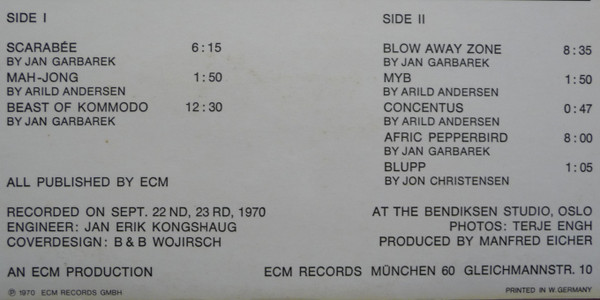 SIDE I
SCARABÉE 6:15
BY JAN GARBAREK
MAH-JONG 1:50
BY ARILD ANDERSEN
BEAST OF KOMMODO 12:30
BY JAN GARBAREK
ALL PUBLISHED BY ECM
SIDE II
BLOW AWAY ZONE 8:35
BY JAN GARBAREK
MYB 1:50
BY ARILD ANDERSEN
CONCENTUS 0:47
BY ARILD ANDERSEN
AFRIC PEPPERBIRD 8:00
BY JAN GARBAREK
BLUPP 1:05
BY JON CHRISTENSEN
RECORDED ON SEPT. 22 ND, 23 RD, 1970 AT THE BENDIKSEN STUDIO, OSLO
ENGINEER: JAN ERIK KONGSHAUG PHOTOS: TERJE ENGH
COVERDESIGN: B & B WOJIRSCH PRODUCED BY MANFRED EICHER
AN ECM PRODUCTION ECM RECORDS MÜNCHEN 60 GLEICHMANNSTR. 10
℗ 1970 ECM RECORDS GMBH PRINTED IN W. GERMANY